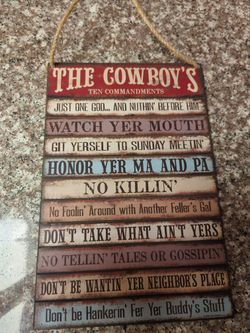 THE COWBOY'S
TEN COMMANDMENTS
JUST ONE GOD... AND NUTHIN' BEFORE HIM
WATCH YER MOUTH
GIT YERSELF TO SUNDAY MEETIN'
HONOR YER MA AND PA
NO KILLIN'
No Foolin' Around with Another Feller's Gal
DON'T TAKE WHAT AIN'T YERS
NO TELLIN' TALES OR GOSSIPIN'
DON'T BE WANTIN' YER NEIGHBOR'S PLACE
Don't be Hankerin' Fer Yer Buddy's Stuff